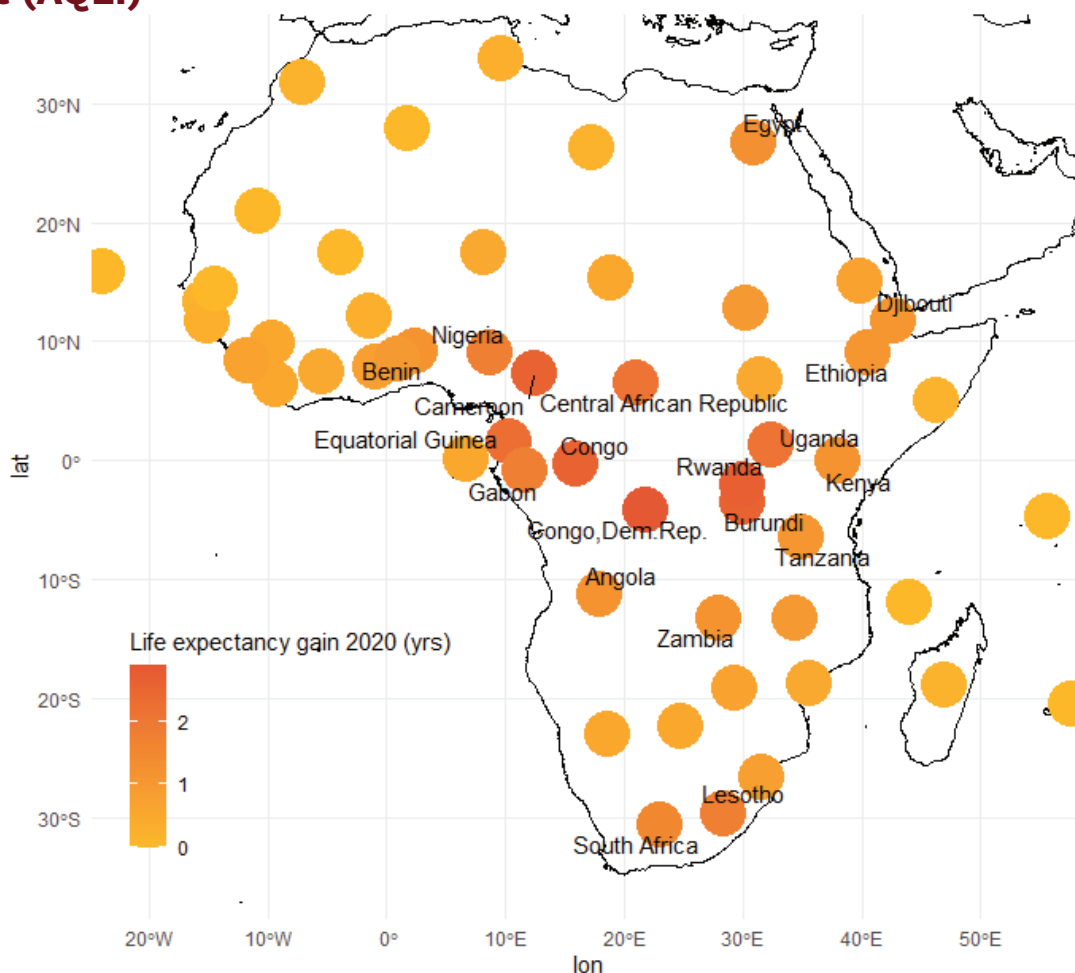 (AQLI)
30°N
Egypt
20°N
Djibouti
10°N
Nigeria
Benin
Ethiopia
Cameroon
Central African Republic
Equatorial Guinea
Congo
Uganda
lat
0°
Rwanda
Kenya
Gabon
Congo,Dem.Rep.
Burundi
Tanzania
10°S
Angola
Zambia
Life expectancy gain 2020 (yrs)
20°S
2
1
Lesotho
30°S
0
South Africa
20°W 10°W 0° 10°E 20°E 30°E 40°E 50°E
lon